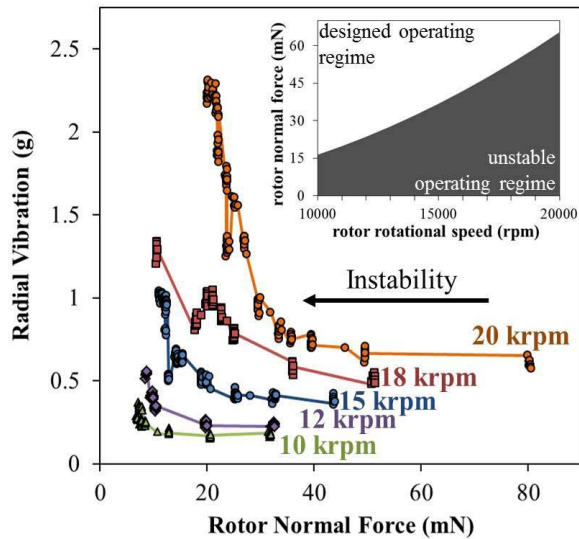 Radial Vibration (g)
2.5
2
1.5
1
0.5
0
0
20
40
60
80
Rotor Normal Force (mN)
Instability
20 krpm
18 krpm
15 krpm
12 krpm
10 krpm
rotor normal force (mN)
60
45
30
15
0
designed operating
regime
unstable
operating regime
10000
15000
20000
rotor rotational speed (rpm)